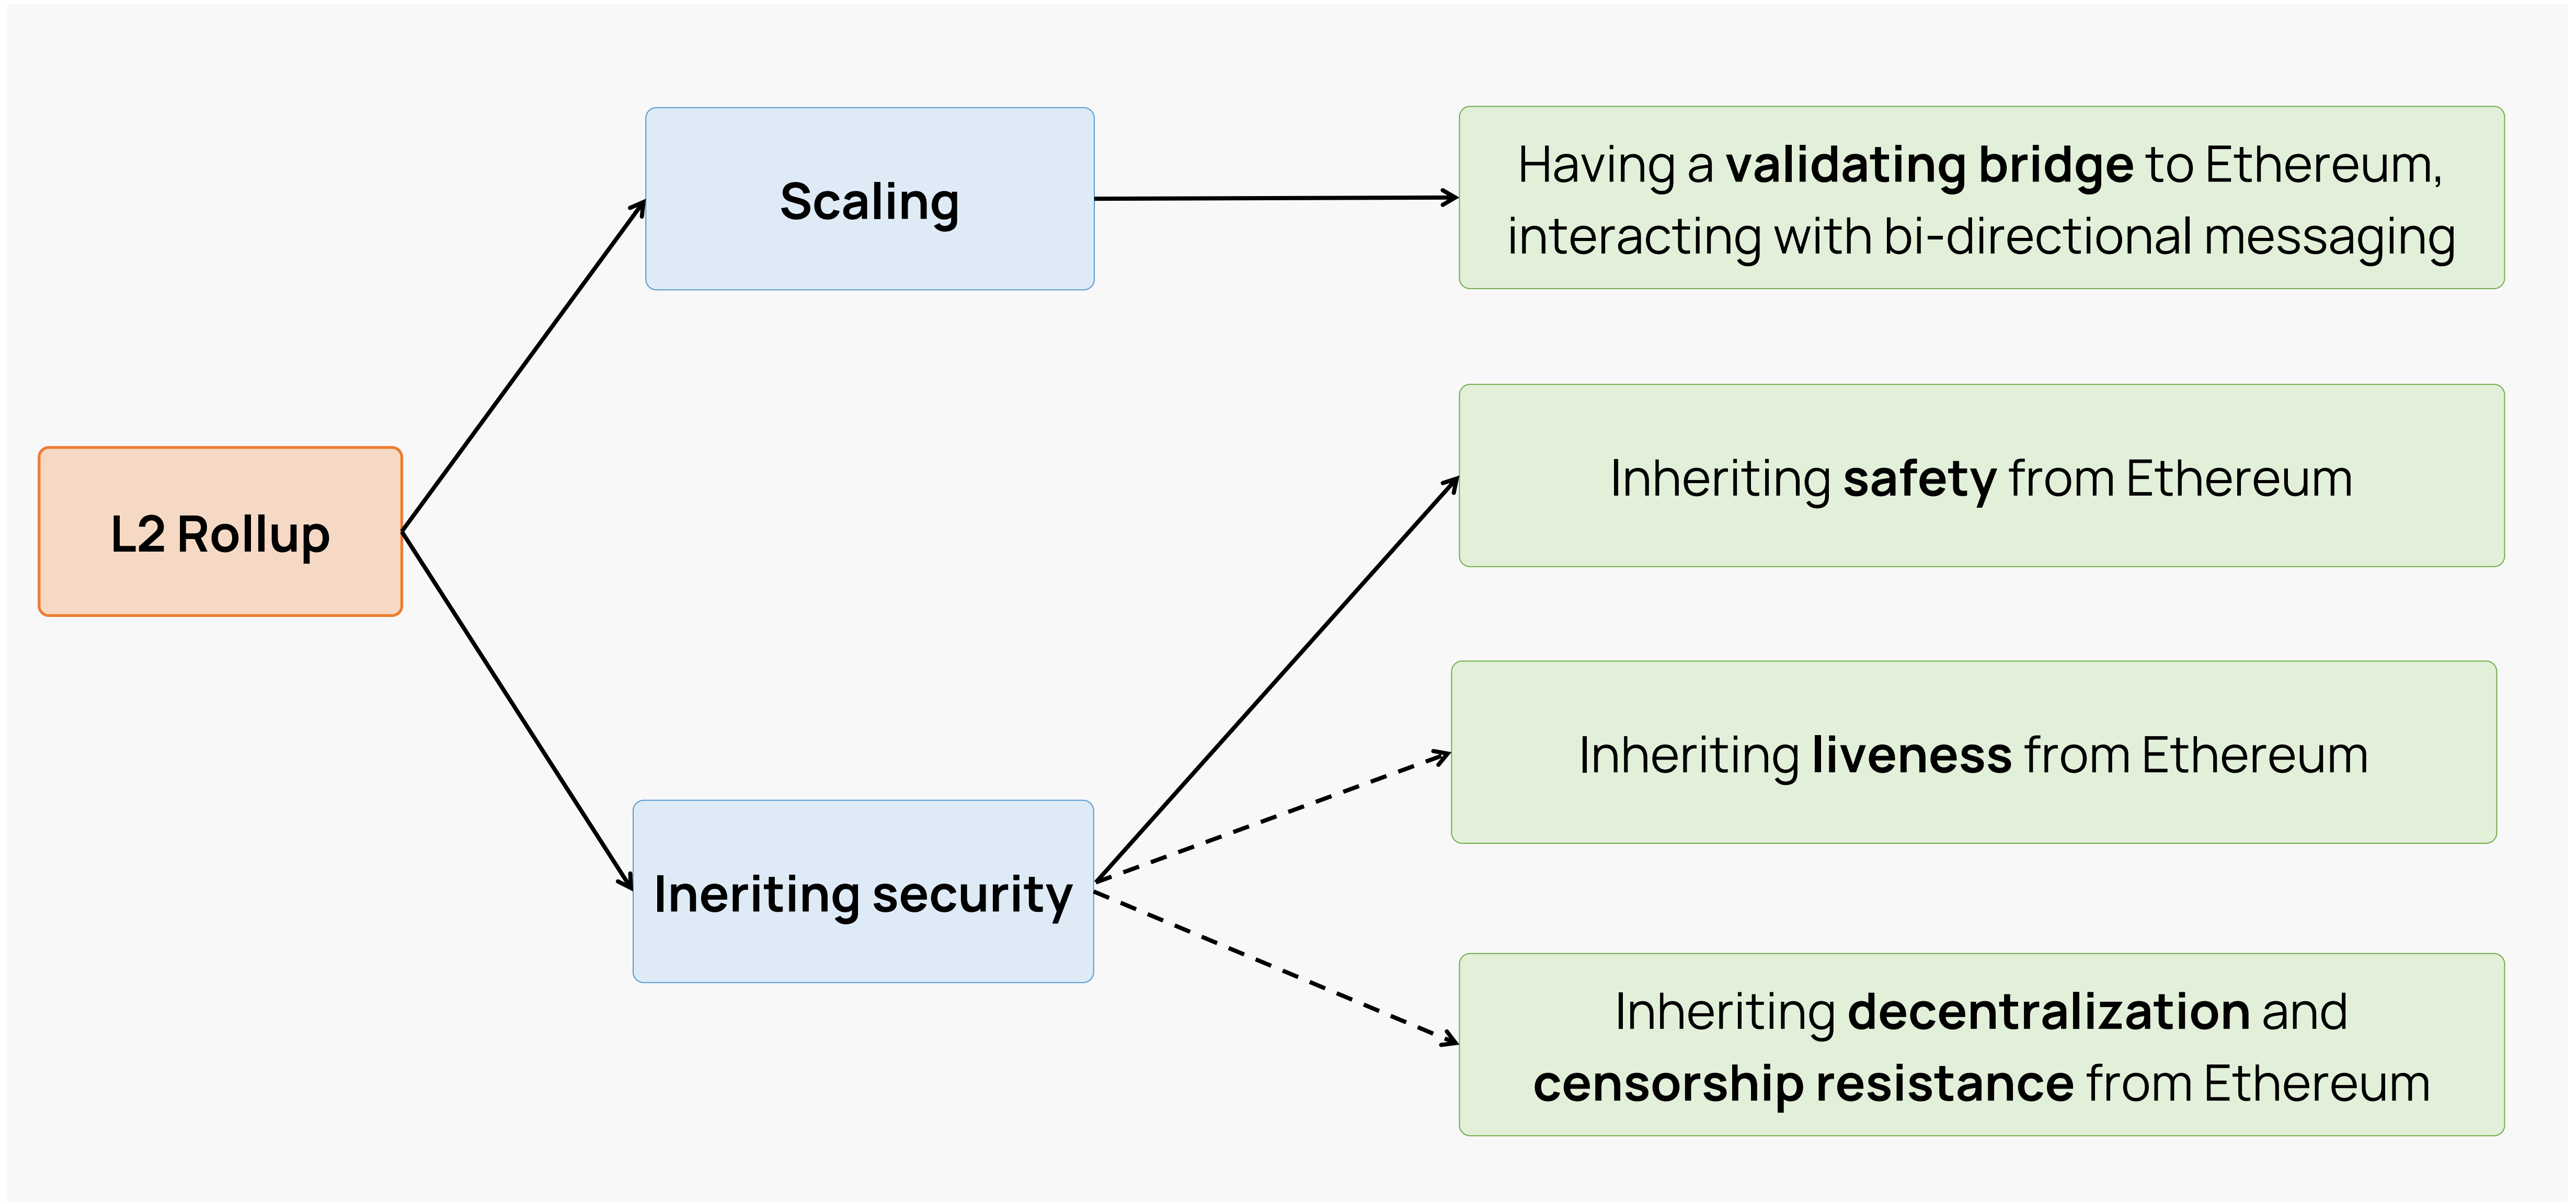 Scaling
Having a validating bridge to Ethereum,
interacting with bi-directional messaging
Inheriting safety from Ethereum
L2 Rollup
Inheriting liveness from Ethereum
Ineriting security
Inheriting decentralization and
censorship resistance from Ethereum